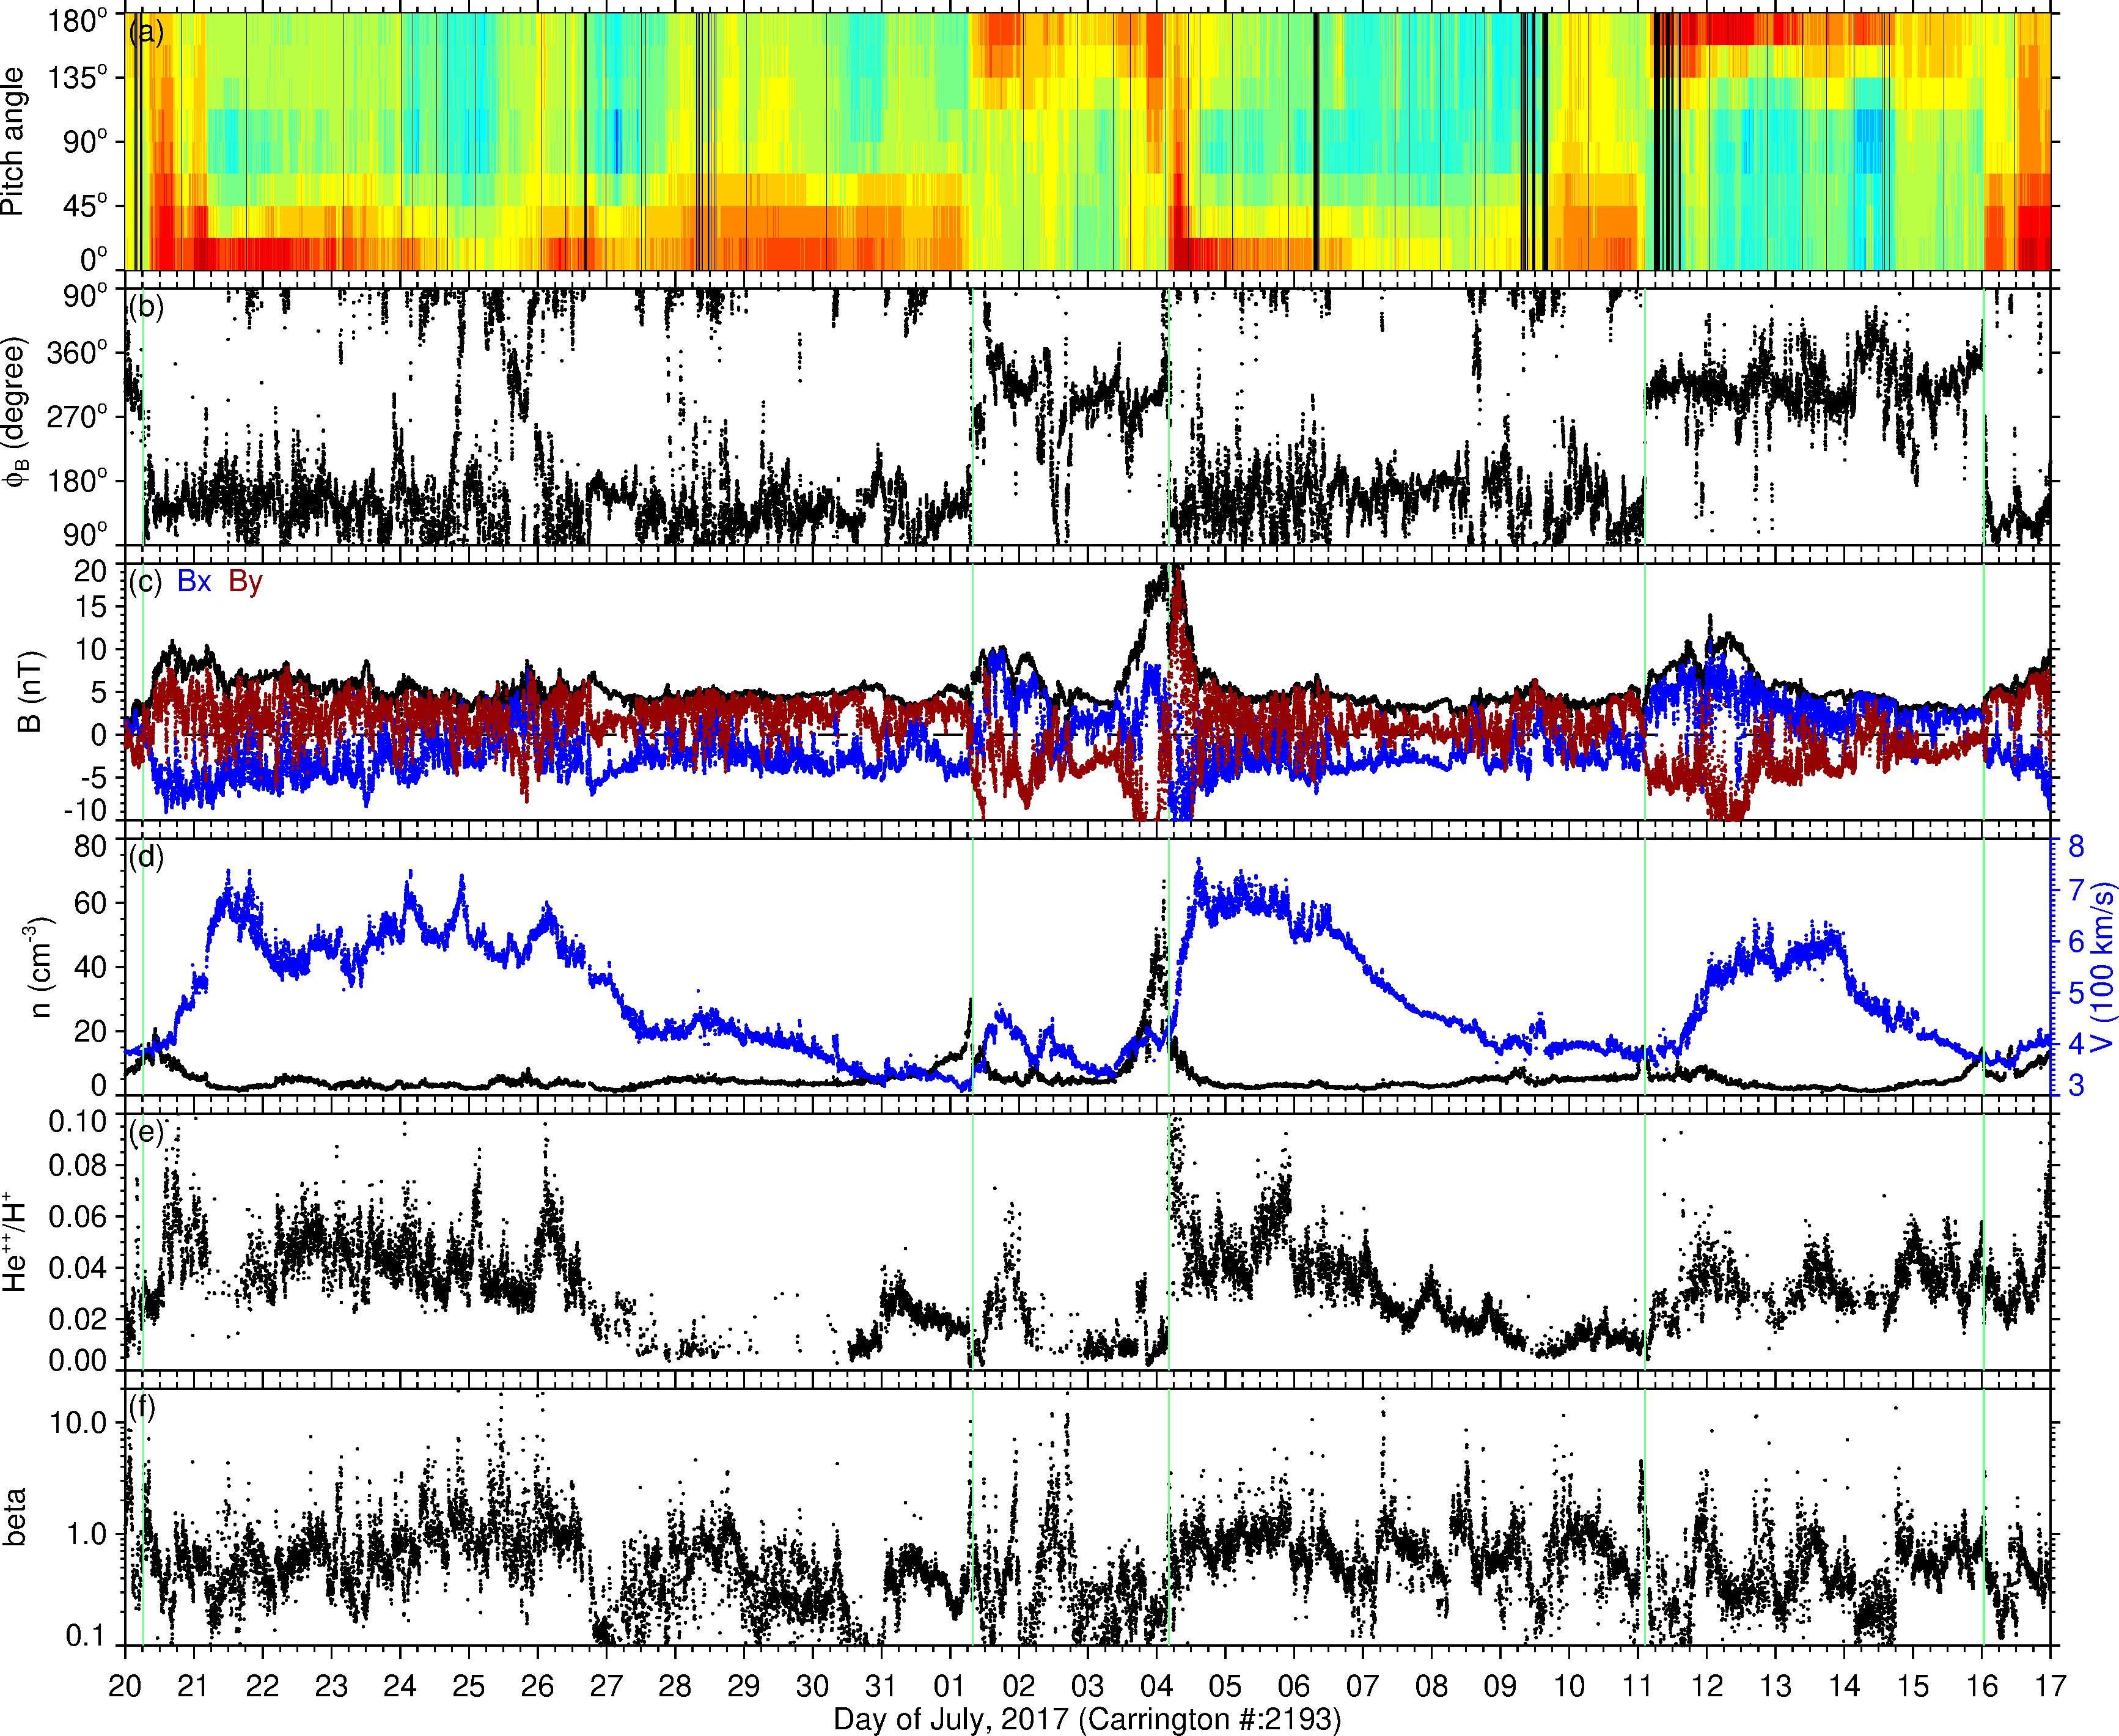 180°
135°
90°
45°
0°
Pitch angle
(a)
90°
360°
270°
180°
90°
ϕB (degree)
(b)
20
15
10
5
0
-5
-10
B (nT)
(c) Bx By
80
60
40
20
0
n (cm-3)
(d)
8
7
6
5
4
3
V (100 km/s)
0.10
0.08
0.06
0.04
0.02
0.00
He++/H+
(e)
10.0
1.0
0.1
beta
(f)
20 21 22 23 24 25 26 27 28 29 30 31 01 02 03 04 05 06 07 08 09 10 11 12 13 14 15 16 17
Day of July, 2017 (Carrington #:2193)